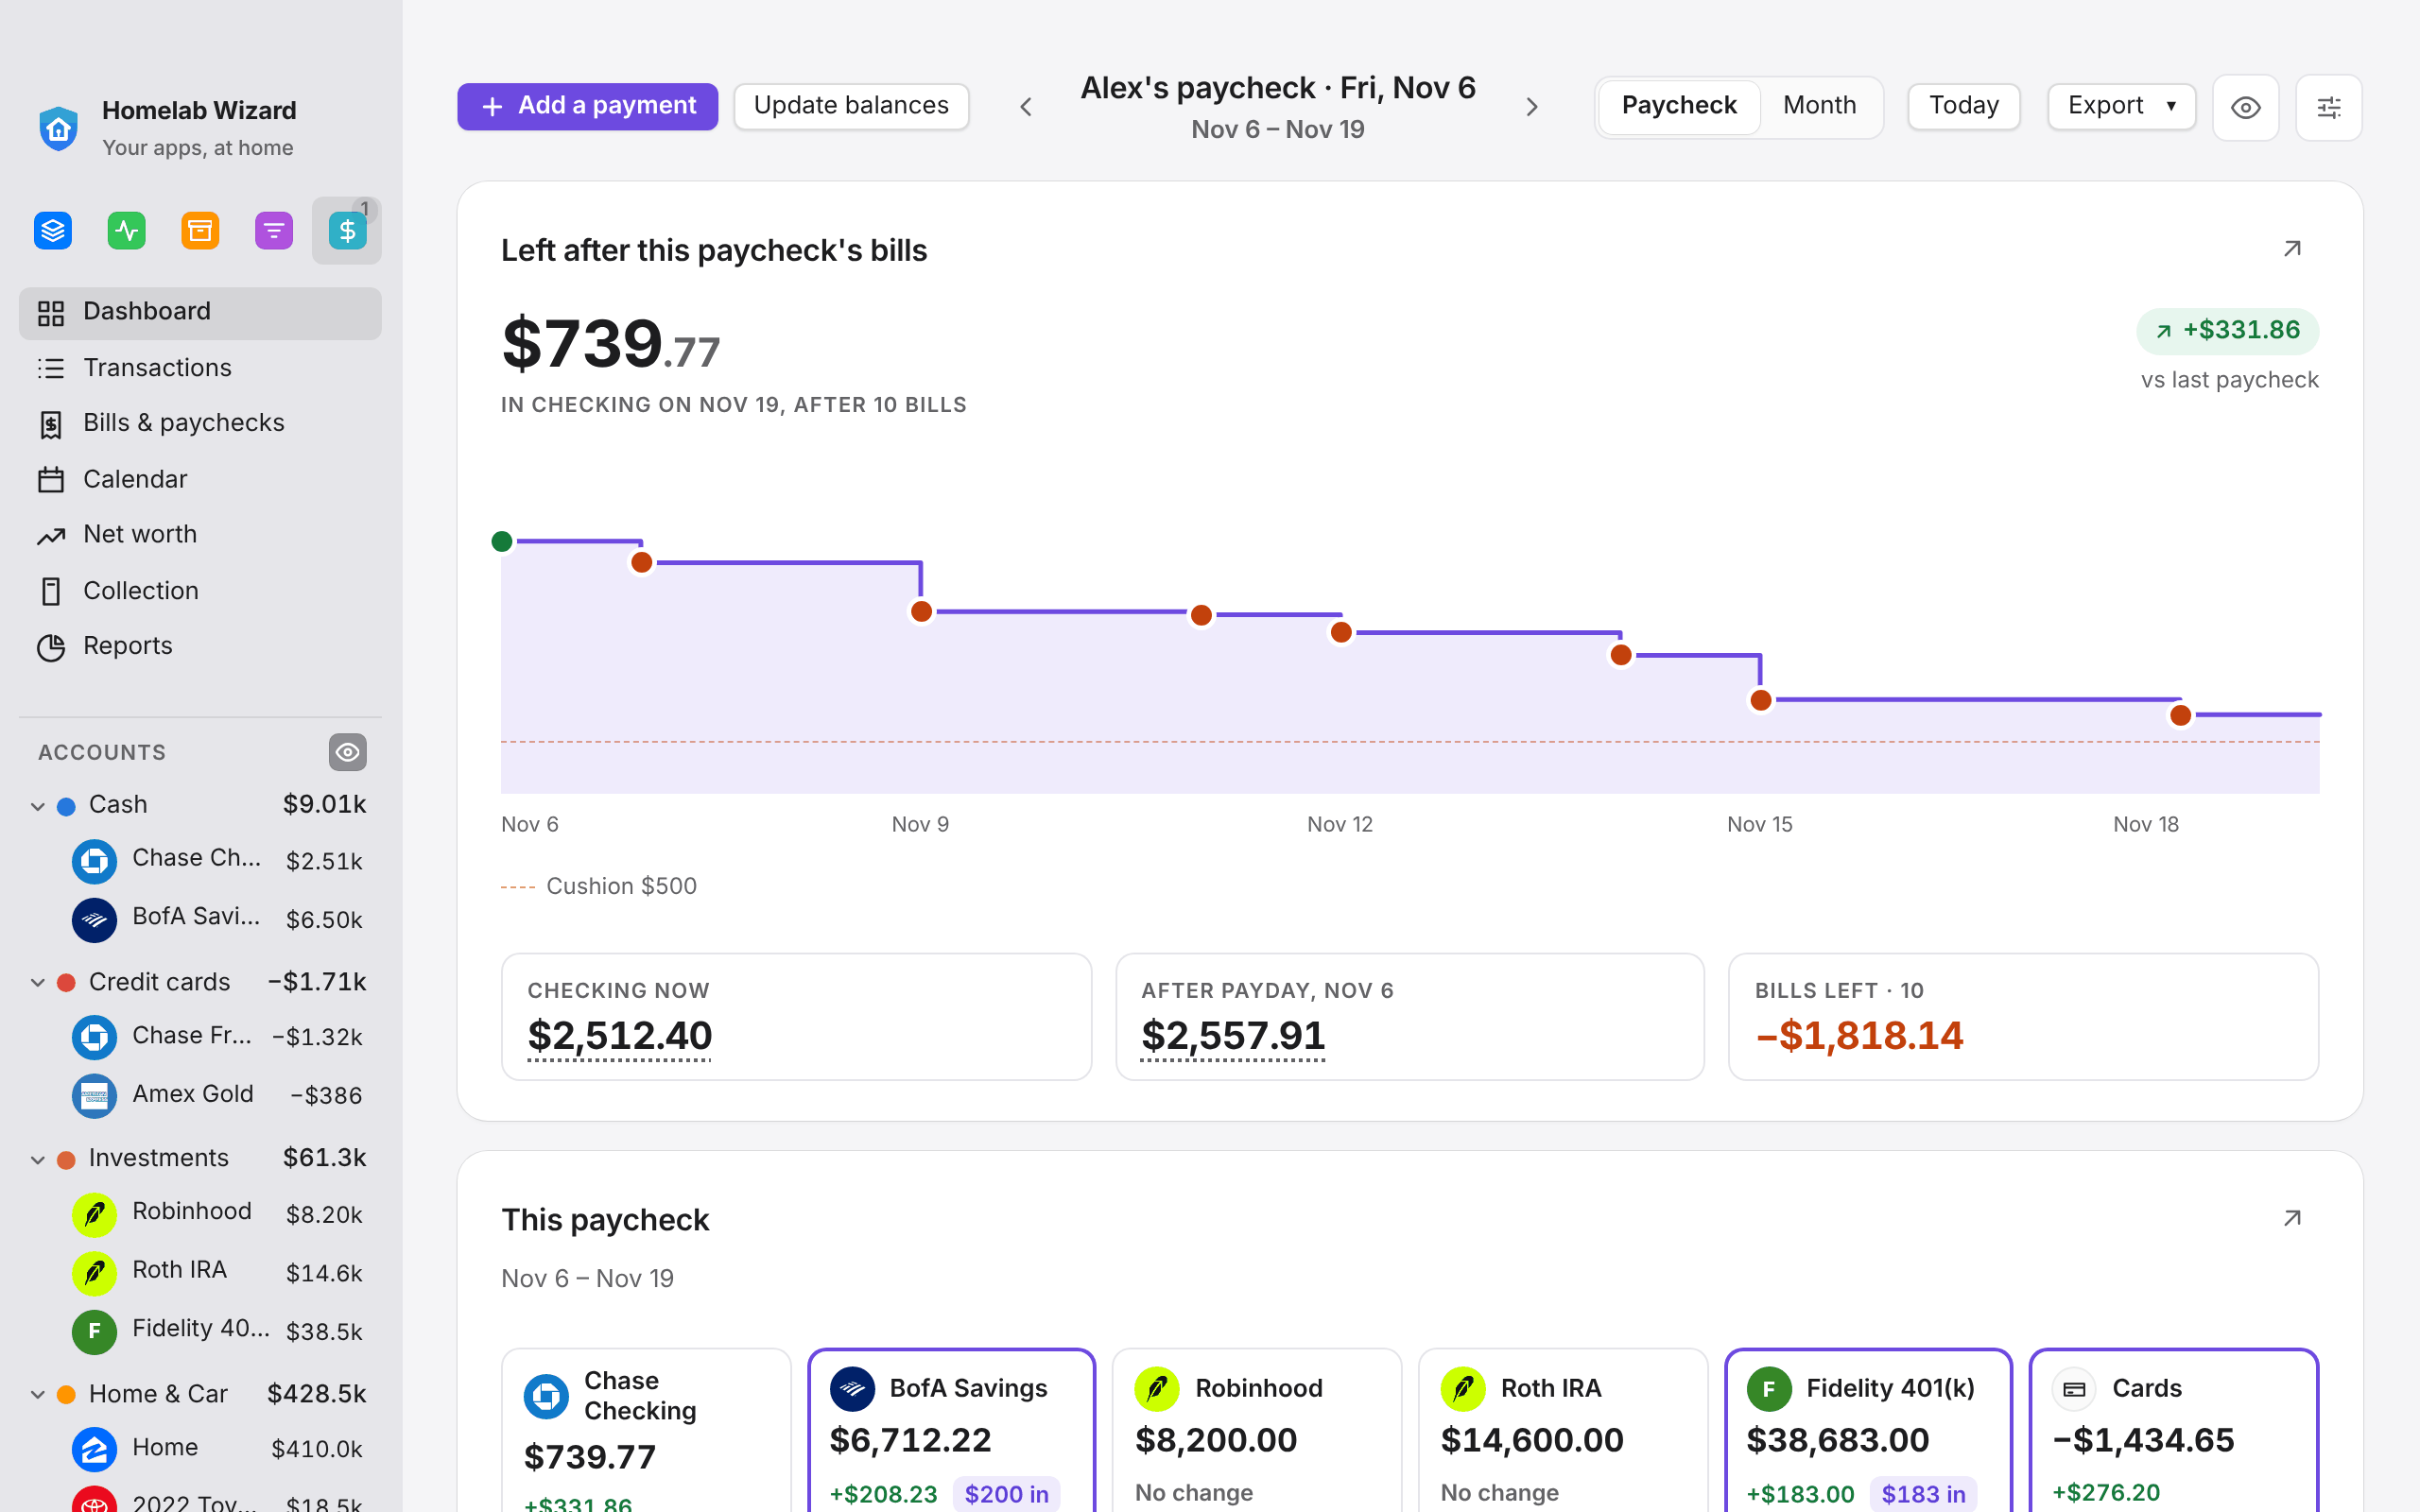 Homelab Wizard
Your apps, at home
1
Dashboard
Transactions
Bills & paychecks
Calendar
Net worth
Collection
Reports
ACCOUNTS
Cash $9.01k
Chase Ch... $2.51k
BofA Savi... $6.50k
Credit cards −$1.71k
Chase Fr... −$1.32k
Amex Gold −$386
Investments $61.3k
Robinhood $8.20k
Roth IRA $14.6k
F Fidelity 40... $38.5k
Home & Car $428.5k
Home $410.0k
2022 Toy... $18.5k
+ Add a payment
Update balances
Alex's paycheck · Fri, Nov 6
Nov 6 – Nov 19
Paycheck Month
Today
Export
Left after this paycheck's bills
$739.77
IN CHECKING ON NOV 19, AFTER 10 BILLS
+$331.86
vs last paycheck
Nov 6 Nov 9 Nov 12 Nov 15 Nov 18
Cushion $500
CHECKING NOW
$2,512.40
AFTER PAYDAY, NOV 6
$2,557.91
BILLS LEFT · 10
−$1,818.14
This paycheck
Nov 6 – Nov 19
Chase
Checking
$739.77
+$331.86
BofA Savings
$6,712.22
+$208.23 $200 in
Robinhood
$8,200.00
No change
Roth IRA
$14,600.00
No change
F Fidelity 401(k)
$38,683.00
+$183.00 $183 in
Cards
−$1,434.65
+$276.20